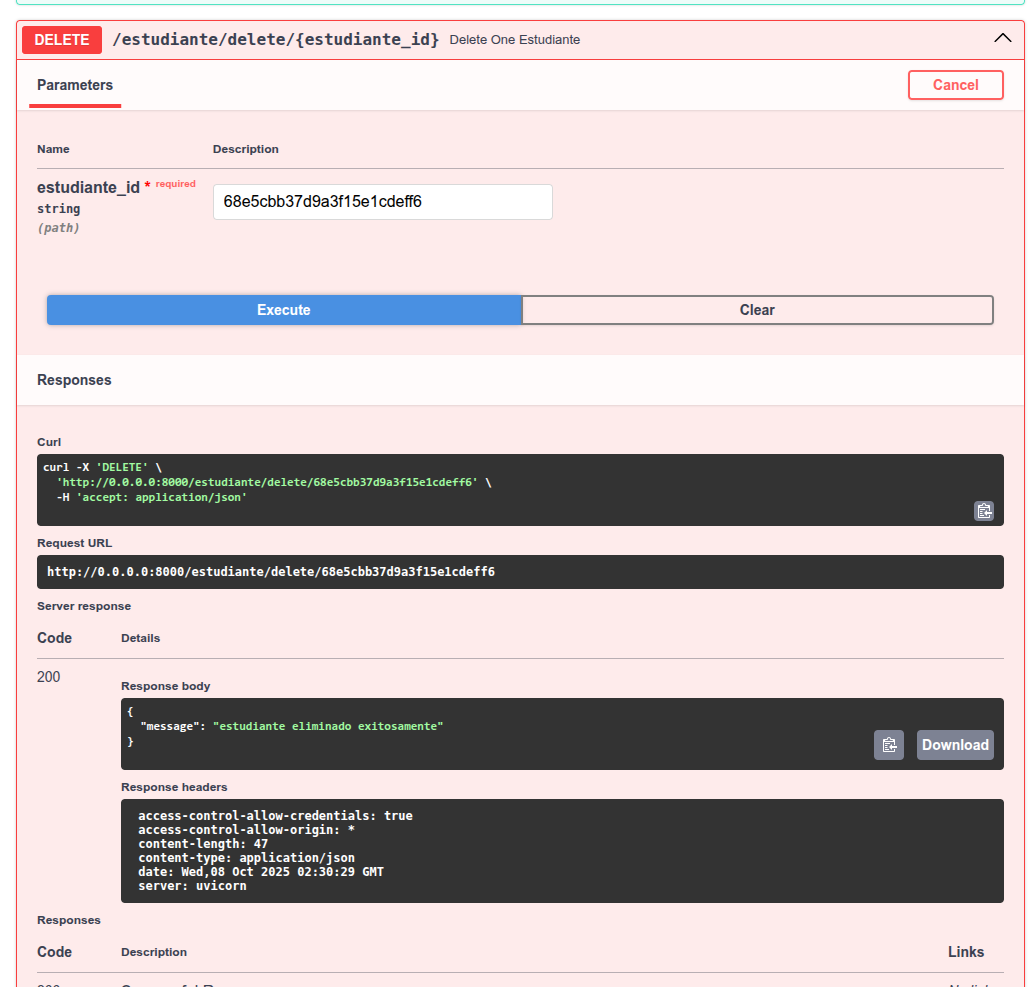 DELETE /estudiante/delete/{estudiante_id} Delete One Estudiante
Parameters
Cancel
Name Description
estudiante_id * required
string
(path)
68e5cbb37d9a3f15e1cdeff6
Execute Clear
Responses
Curl
curl -X 'DELETE' \
'http://0.0.0.0:8000/estudiante/delete/68e5cbb37d9a3f15e1cdeff6' \
-H 'accept: application/json'
Request URL
http://0.0.0.0:8000/estudiante/delete/68e5cbb37d9a3f15e1cdeff6
Server response
Code Details
200
Response body
{
"message": "estudiante eliminado exitosamente"
}
Download
Response headers
access-control-allow-credentials: true
access-control-allow-origin: *
content-length: 47
content-type: application/json
date: Wed,08 Oct 2025 02:30:29 GMT
server: uvicorn
Responses
Code Description Links